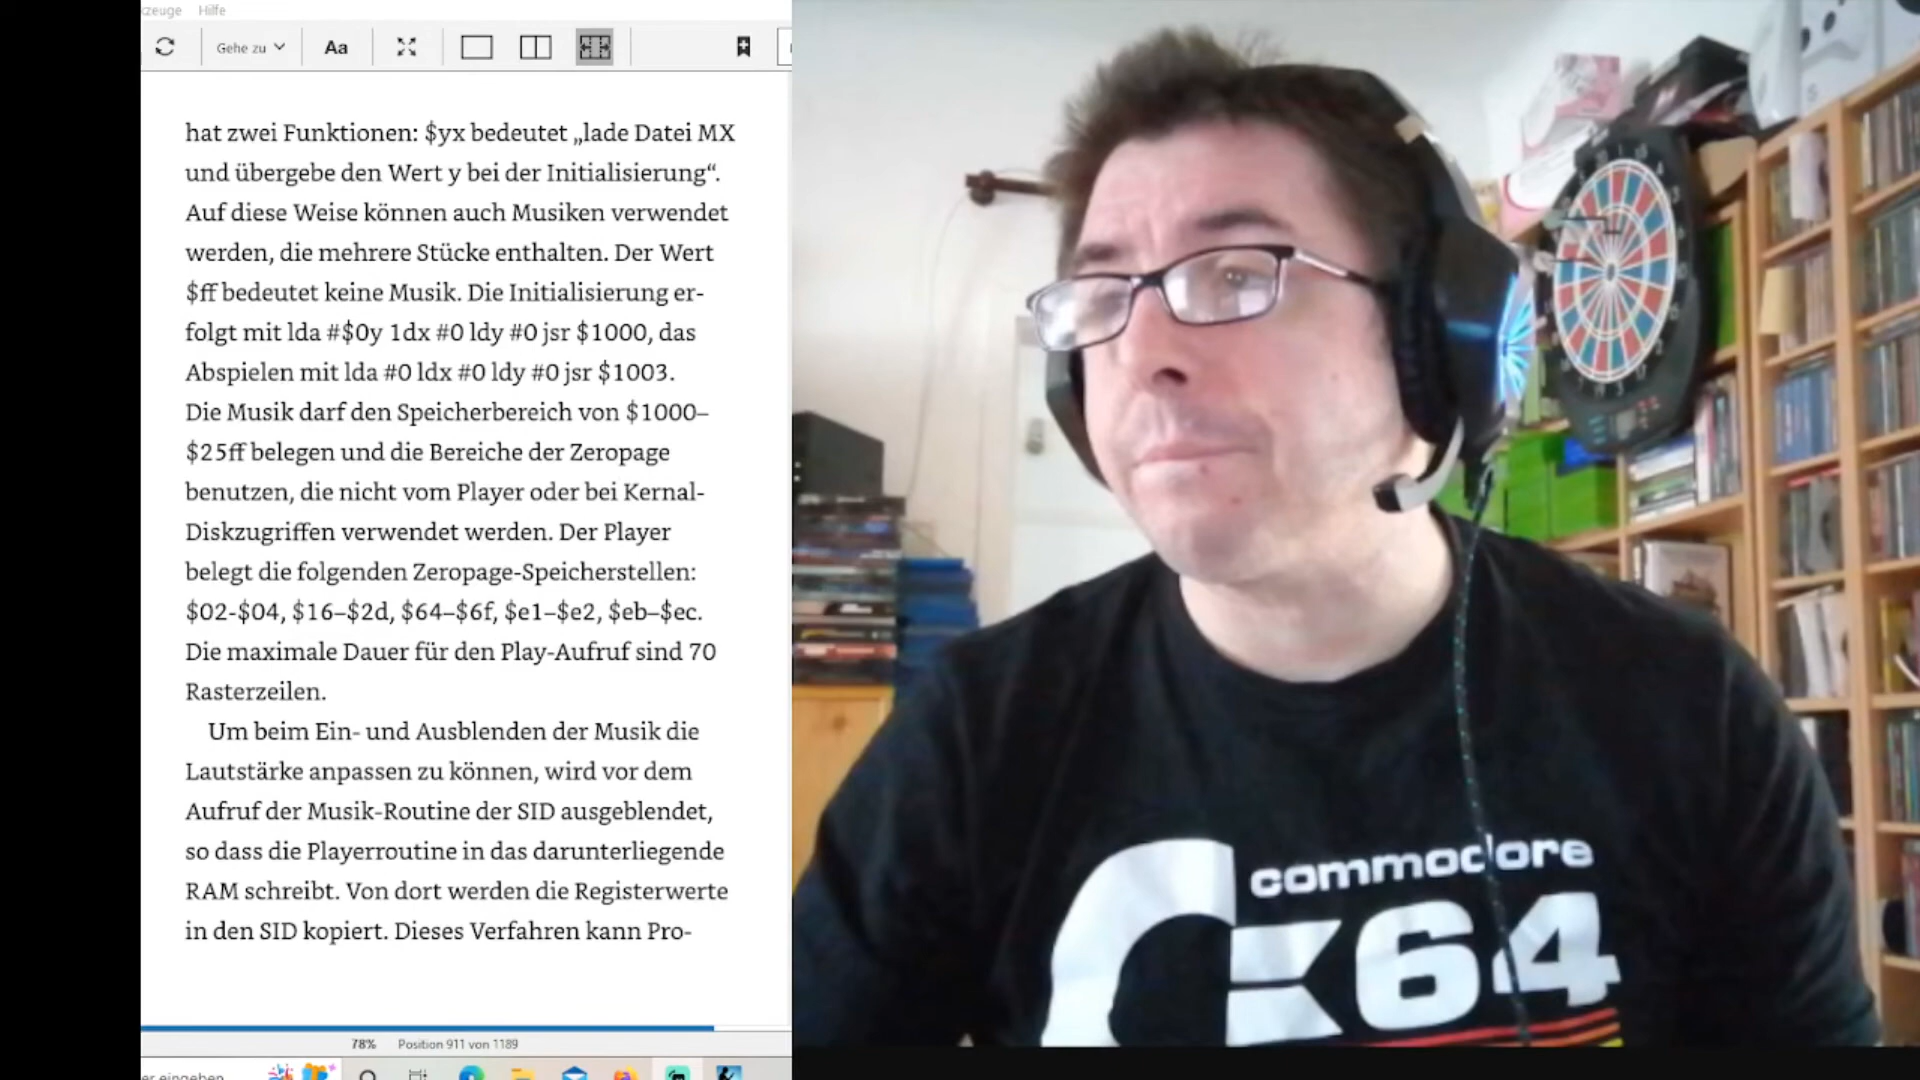 kzeuge Hilfe
Gehe zu
Aa
hat zwei Funktionen: $yx bedeutet „lade Datei MX
und übergebe den Wert y bei der Initialisierung“.
Auf diese Weise können auch Musiken verwendet
werden, die mehrere Stücke enthalten. Der Wert
$ff bedeutet keine Musik. Die Initialisierung er-
folgt mit lda #$0y 1dx #0 ldy #0 jsr $1000, das
Abspielen mit lda #0 ldx #0 ldy #0 jsr $1003.
Die Musik darf den Speicherbereich von $1000–
$25ff belegen und die Bereiche der Zeropage
benutzen, die nicht vom Player oder bei Kernal-
Diskzugriffen verwendet werden. Der Player
belegt die folgenden Zeropage-Speicherstellen:
$02-$04, $16–$2d, $64–$6f, $e1–$e2, $eb–$ec.
Die maximale Dauer für den Play-Aufruf sind 70
Rasterzeilen.
Um beim Ein- und Ausblenden der Musik die
Lautstärke anpassen zu können, wird vor dem
Aufruf der Musik-Routine der SID ausgeblendet,
so dass die Playerroutine in das darunterliegende
RAM schreibt. Von dort werden die Registerwerte
in den SID kopiert. Dieses Verfahren kann Pro-
78% Position 911 von 1189
er eingeben
commodore
64